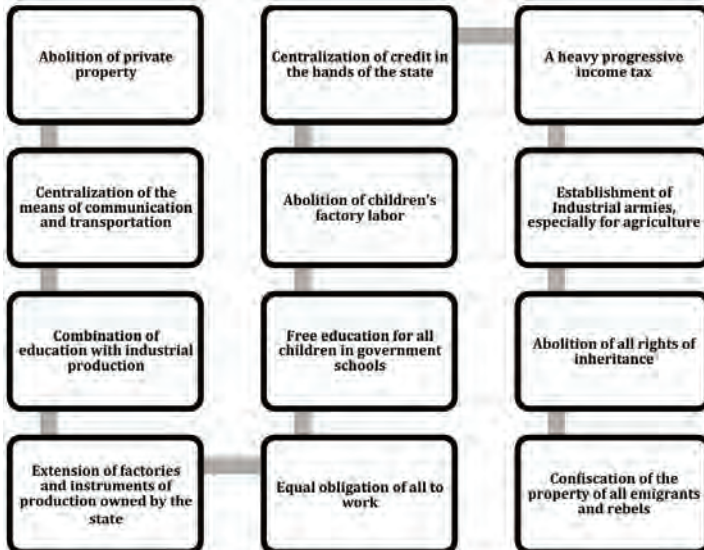 Abolition of private
property
Centralization of the
means of communication
and transportation
Combination of
education with industrial
production
Extension of factories
and instruments of
production owned by the
state
Equal obligation of all to
work
Free education for all
children in government
schools
Abolition of children's
factory labor
Centralization of credit in
the hands of the state
A heavy progressive
income tax
Establishment of
Industrial armies,
especially for agriculture
Abolition of all rights of
inheritance
Confiscation of the
property of all emigrants
and rebels